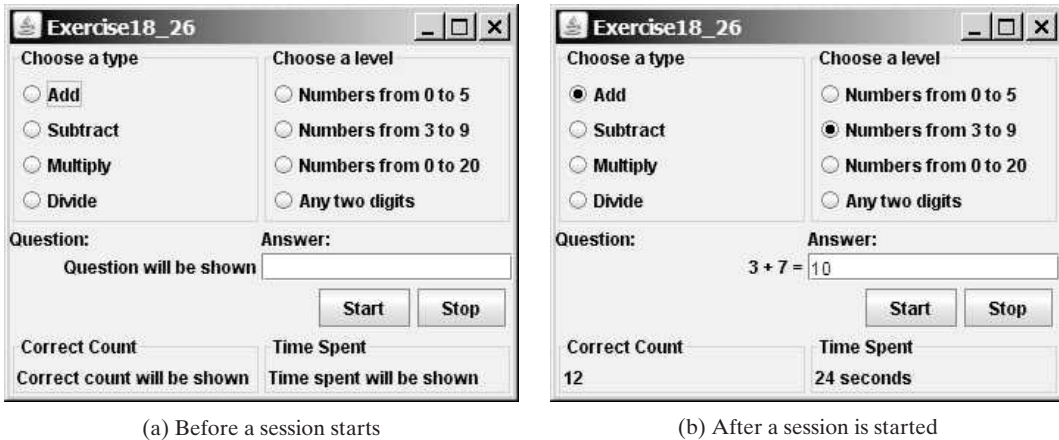 Exercise18_26
Choose a type
Add
Subtract
Multiply
Divide
Choose a level
Numbers from 0 to 5
Numbers from 3 to 9
Numbers from 0 to 20
Any two digits
Question:
Answer:
Question will be shown
Start
Stop
Correct Count
Correct count will be shown
Time Spent
Time spent will be shown
(a) Before a session starts
Exercise18_26
Choose a type
Add
Subtract
Multiply
Divide
Choose a level
Numbers from 0 to 5
Numbers from 3 to 9
Numbers from 0 to 20
Any two digits
Question:
Answer:
3 + 7 = 10
Start
Stop
Correct Count
12
Time Spent
24 seconds
(b) After a session is started